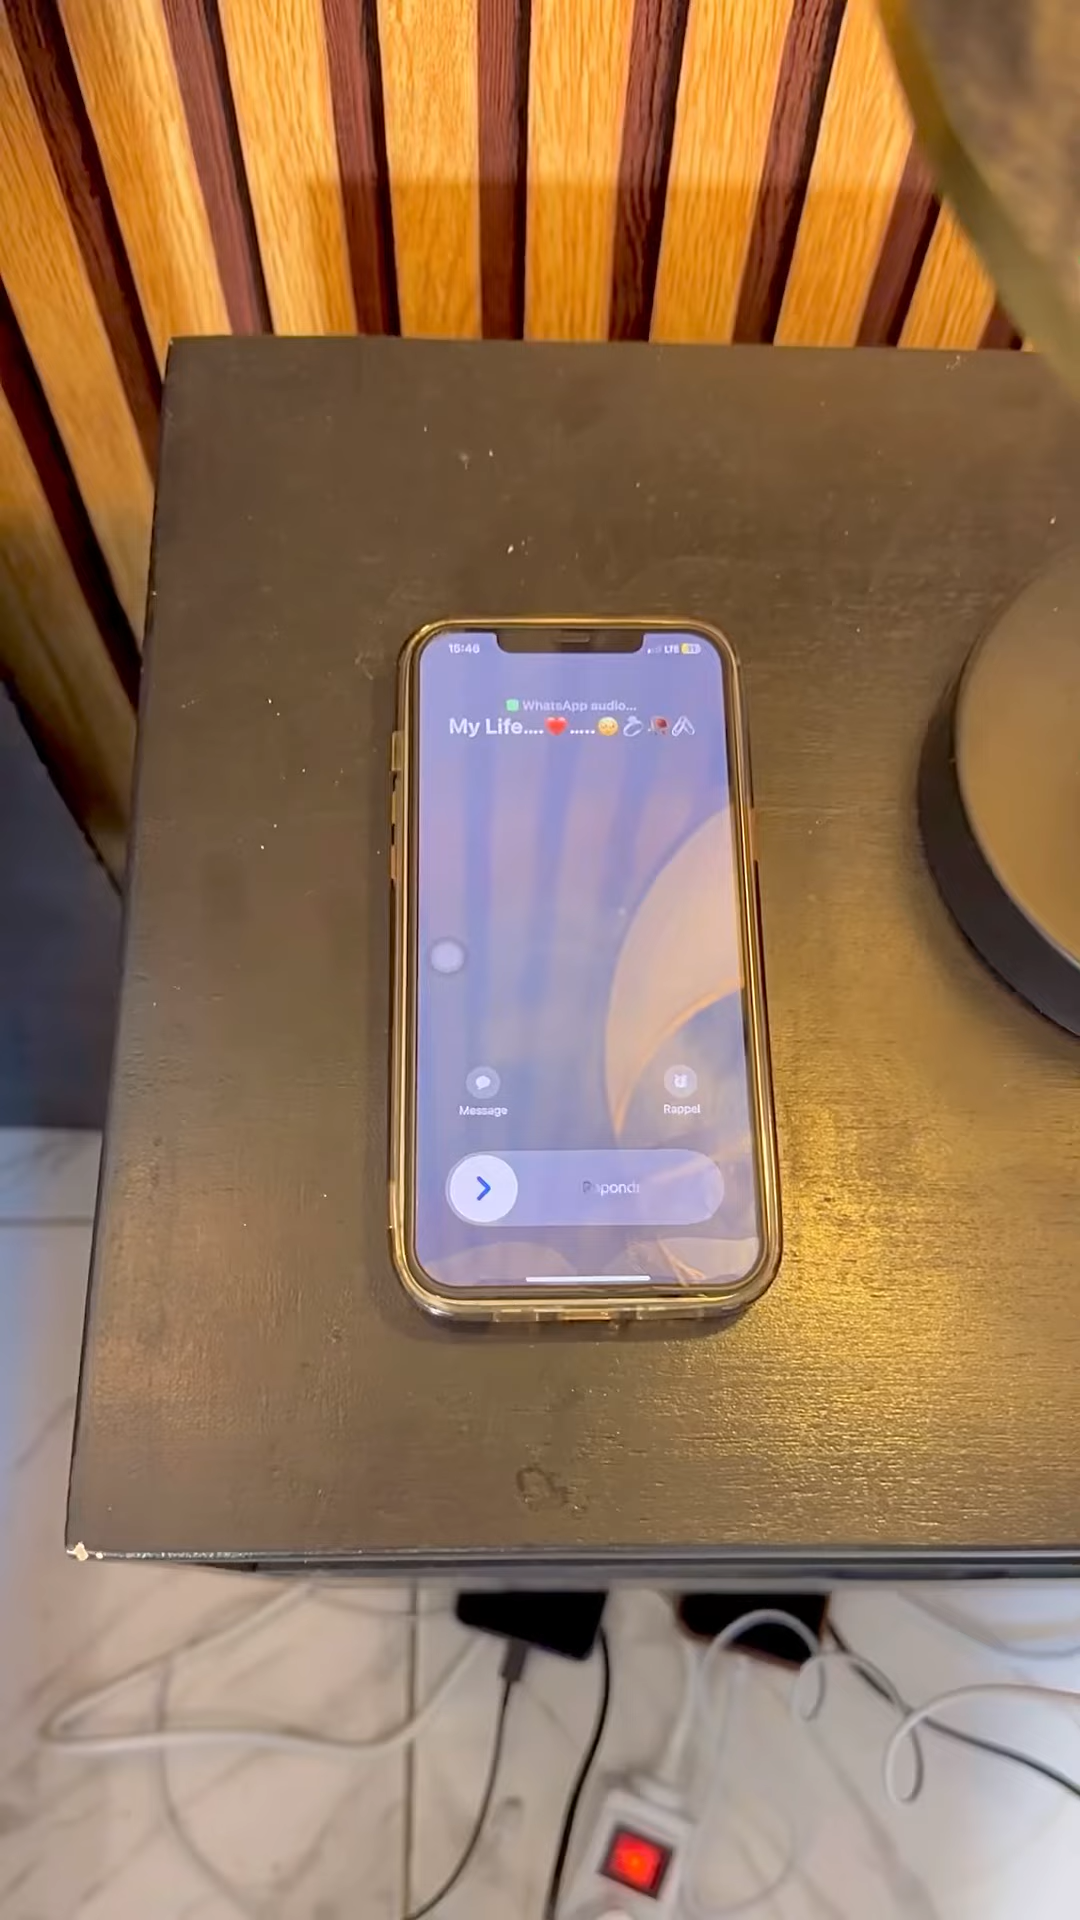 15:46 LTE
WhatsApp audio...
My Life....❤️.....🥺💍🥀🖇
Message Rappel